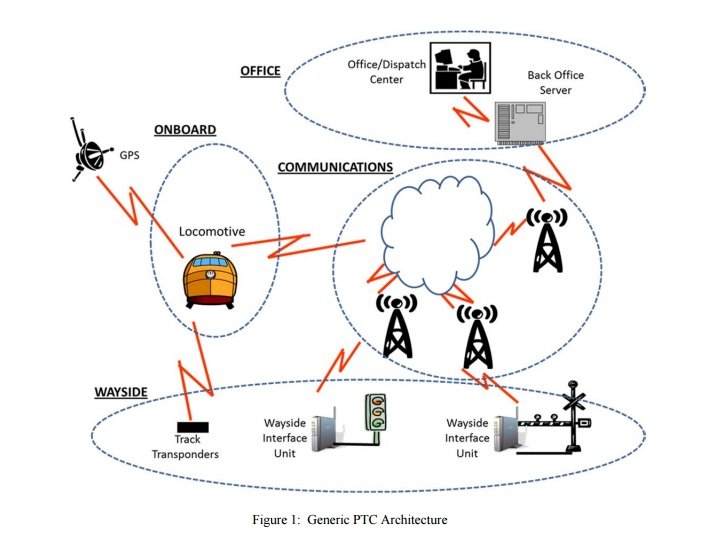 OFFICE
Office/Dispatch
Center
Back Office
Server
ONBOARD
GPS
COMMUNICATIONS
Locomotive
WAYSIDE
Track
Transponders
Wayside
Interface
Unit
Wayside
Interface
Unit
Figure 1: Generic PTC Architecture